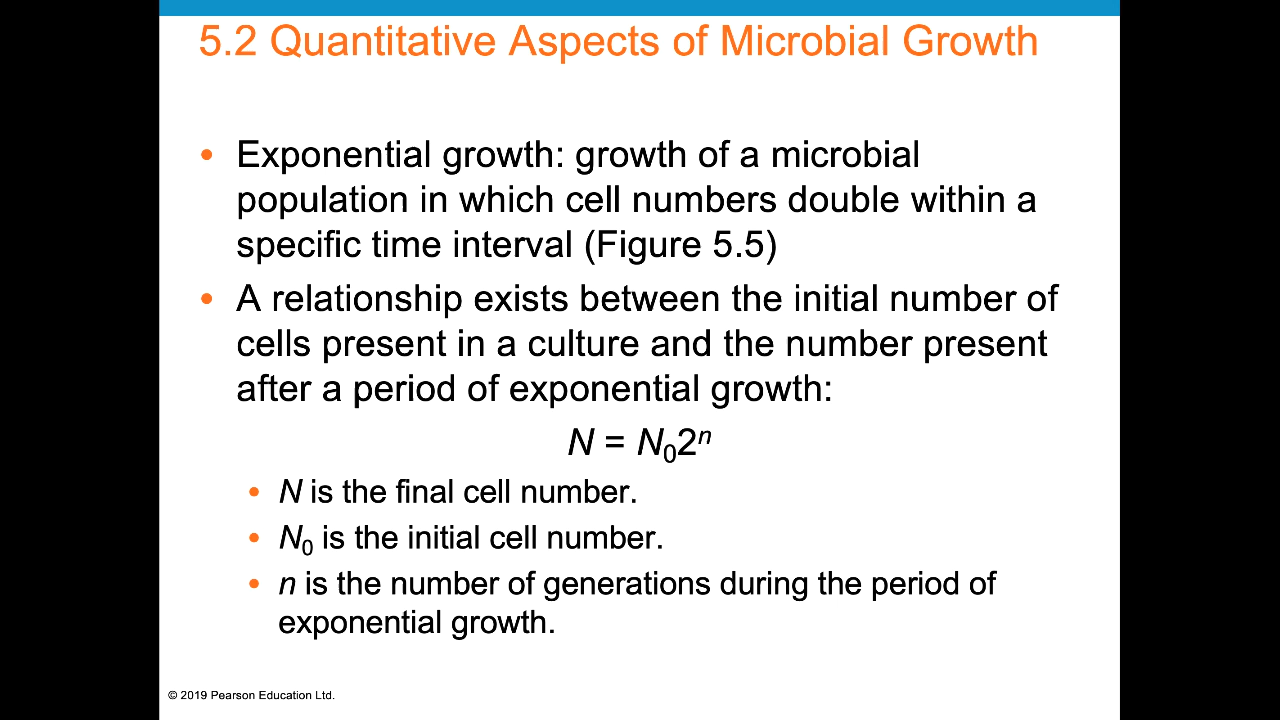 5.2 Quantitative Aspects of Microbial Growth
• Exponential growth: growth of a microbial
population in which cell numbers double within a
specific time interval (Figure 5.5)
• A relationship exists between the initial number of
cells present in a culture and the number present
after a period of exponential growth:
N = N₀2ⁿ
• N is the final cell number.
• N₀ is the initial cell number.
• n is the number of generations during the period of
exponential growth.
© 2019 Pearson Education Ltd.